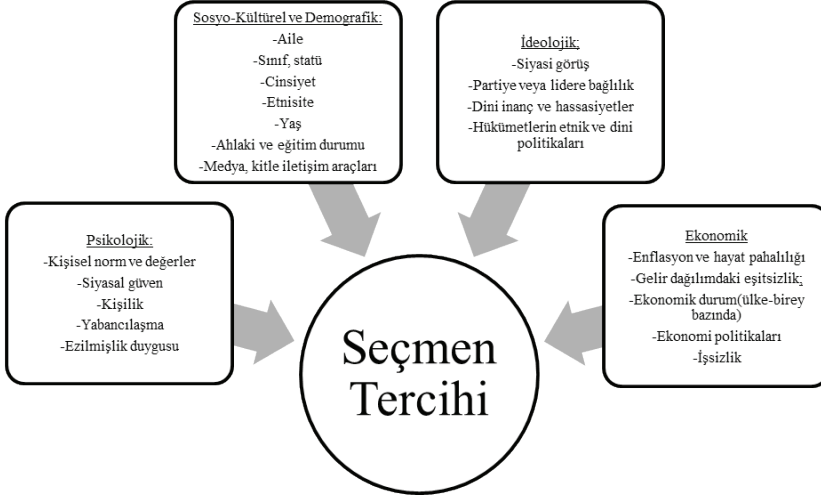 Sosyo-Kültürel ve Demografik:
-Aile
-Sınıf, statü
-Cinsiyet
-Etnisite
-Yaş
-Ahlaki ve eğitim durumu
-Medya, kitle iletişim araçları
İdeolojik;
-Siyasi görüş
-Partiye veya lidere bağlılık
-Dini inanç ve hassasiyetler
-Hükümetlerin etnik ve dini
politikaları
Psikolojik:
-Kişisel norm ve değerler
-Siyasal güven
-Kişilik
-Yabancılaşma
-Ezilmişlik duygusu
Ekonomik
-Enflasyon ve hayat pahalılığı
-Gelir dağılımdaki eşitsizlik;
-Ekonomik durum(ülke-birey
bazında)
-Ekonomi politikaları
-İşsizlik
Seçmen
Tercihi